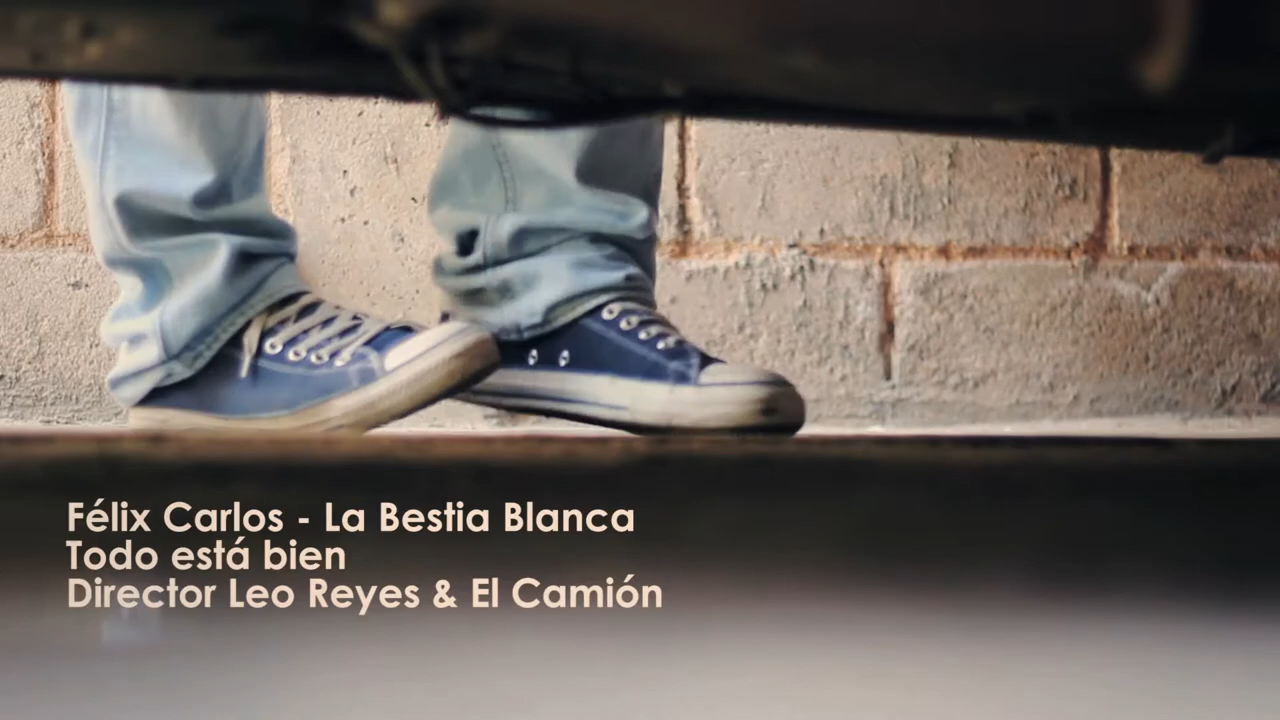 Félix Carlos - La Bestia Blanca
Todo está bien
Director Leo Reyes & El Camión